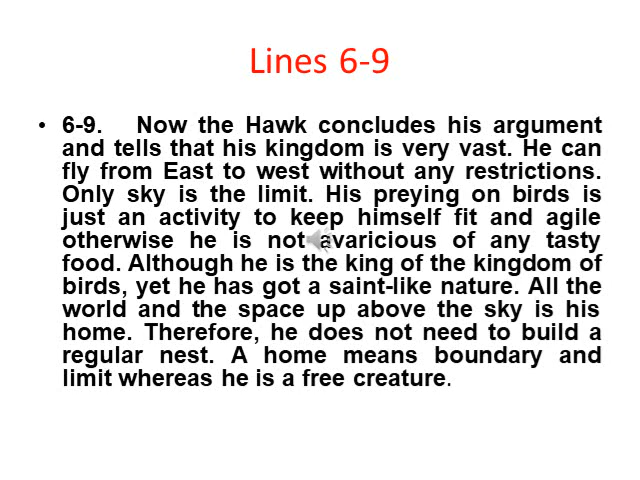 Lines 6-9
• 6-9. Now the Hawk concludes his argument
and tells that his kingdom is very vast. He can
fly from East to west without any restrictions.
Only sky is the limit. His preying on birds is
just an activity to keep himself fit and agile
otherwise he is not avaricious of any tasty
food. Although he is the king of the kingdom of
birds, yet he has got a saint-like nature. All the
world and the space up above the sky is his
home. Therefore, he does not need to build a
regular nest. A home means boundary and
limit whereas he is a free creature.